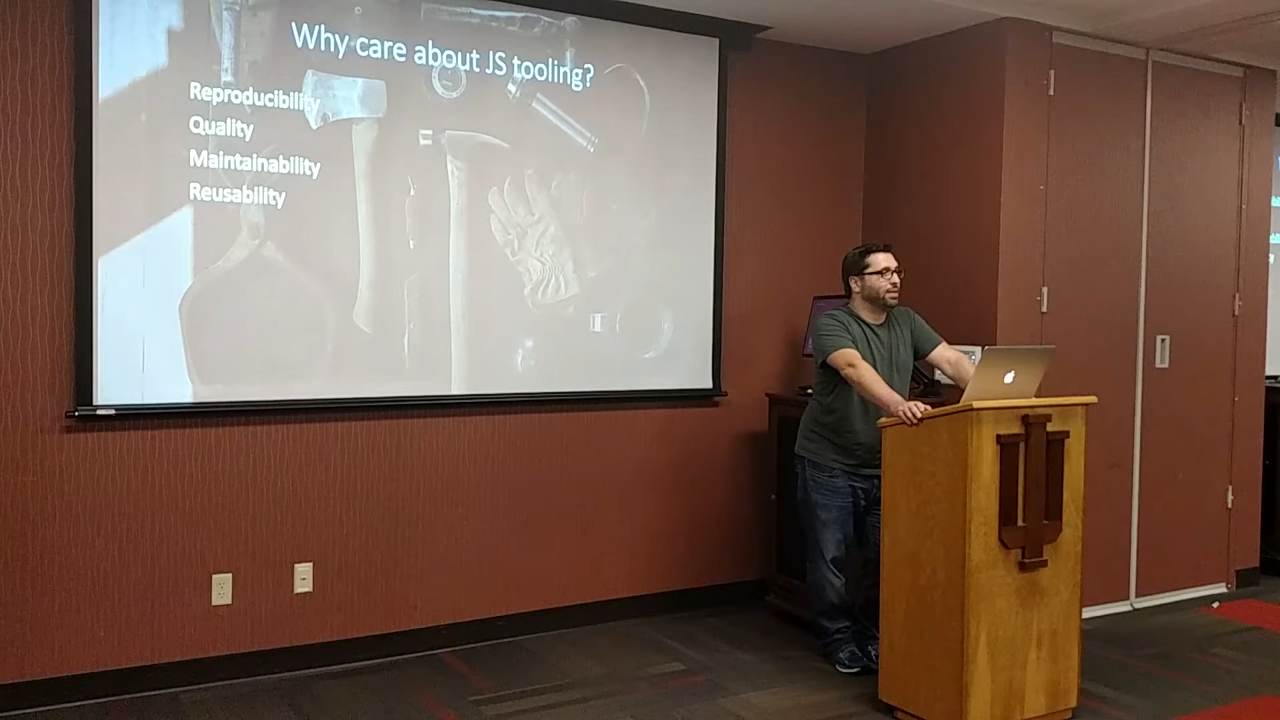 Why care about JS tooling?
Reproducibility
Quality
Maintainability
Reusability